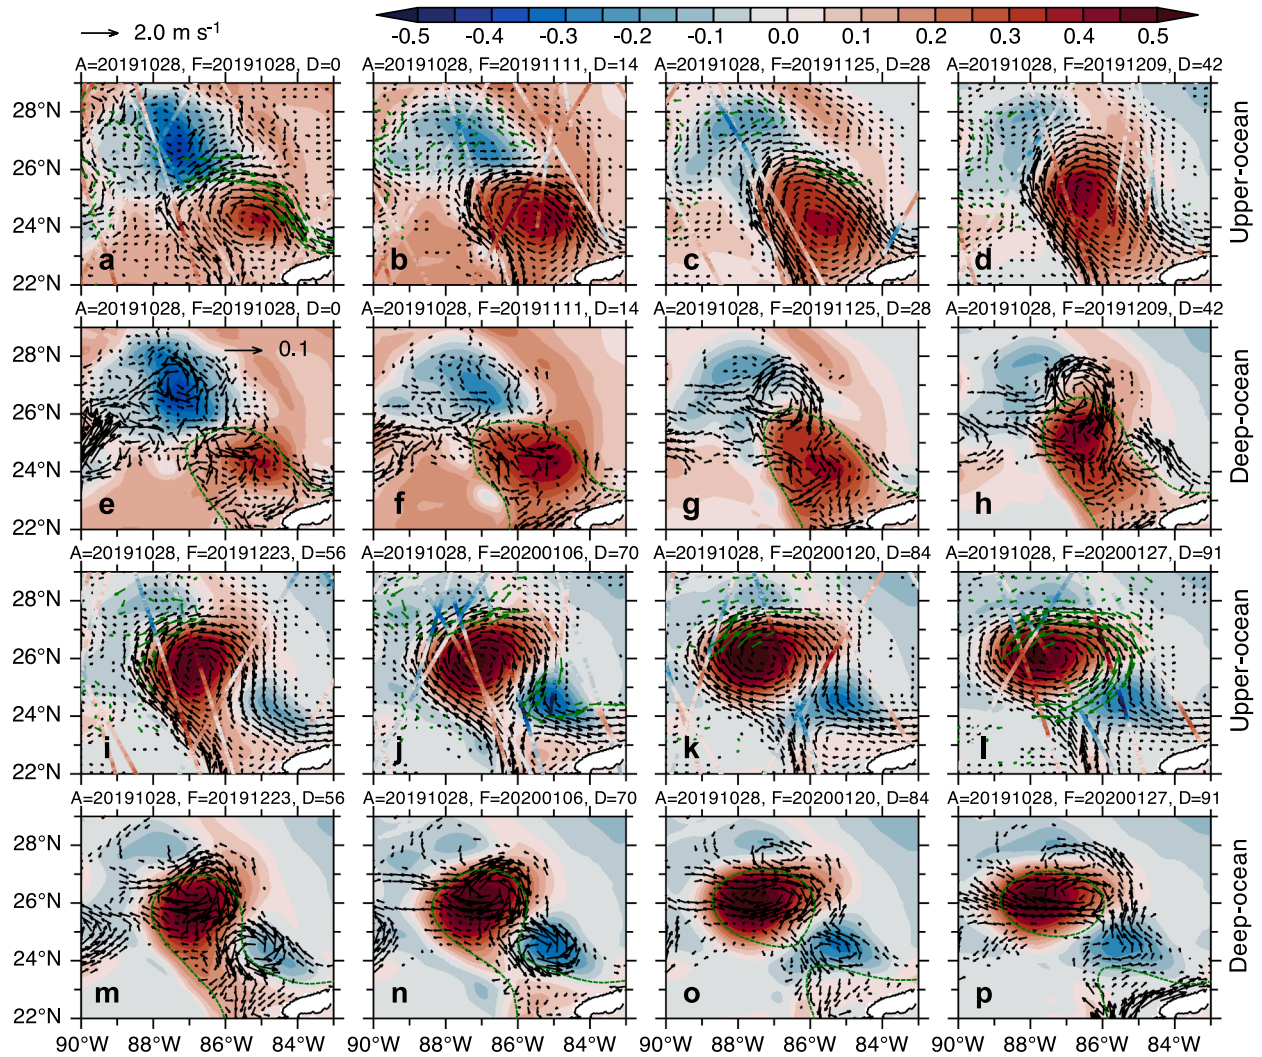 2.0 m s⁻¹
-0.5 -0.4 -0.3 -0.2 -0.1 0.0 0.1 0.2 0.3 0.4 0.5
A=20191028, F=20191028, D=0 A=20191028, F=20191111, D=14 A=20191028, F=20191125, D=28 A=20191028, F=20191209, D=42
28°N
26°N
24°N
22°N
a b c d
Upper-ocean
A=20191028, F=20191028, D=0 A=20191028, F=20191111, D=14 A=20191028, F=20191125, D=28 A=20191028, F=20191209, D=42
0.1
28°N
26°N
24°N
22°N
e f g h
Deep-ocean
A=20191028, F=20191223, D=56 A=20191028, F=20200106, D=70 A=20191028, F=20200120, D=84 A=20191028, F=20200127, D=91
28°N
26°N
24°N
22°N
i j k l
Upper-ocean
A=20191028, F=20191223, D=56 A=20191028, F=20200106, D=70 A=20191028, F=20200120, D=84 A=20191028, F=20200127, D=91
28°N
26°N
24°N
22°N
m n o p
Deep-ocean
90°W 88°W 86°W 84°W 90°W 88°W 86°W 84°W 90°W 88°W 86°W 84°W 90°W 88°W 86°W 84°W